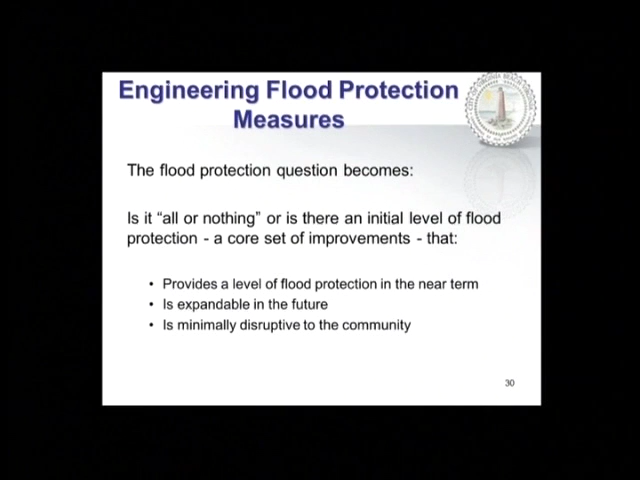 Engineering Flood Protection
Measures
The flood protection question becomes:
Is it “all or nothing” or is there an initial level of flood
protection - a core set of improvements - that:
• Provides a level of flood protection in the near term
• Is expandable in the future
• Is minimally disruptive to the community
30